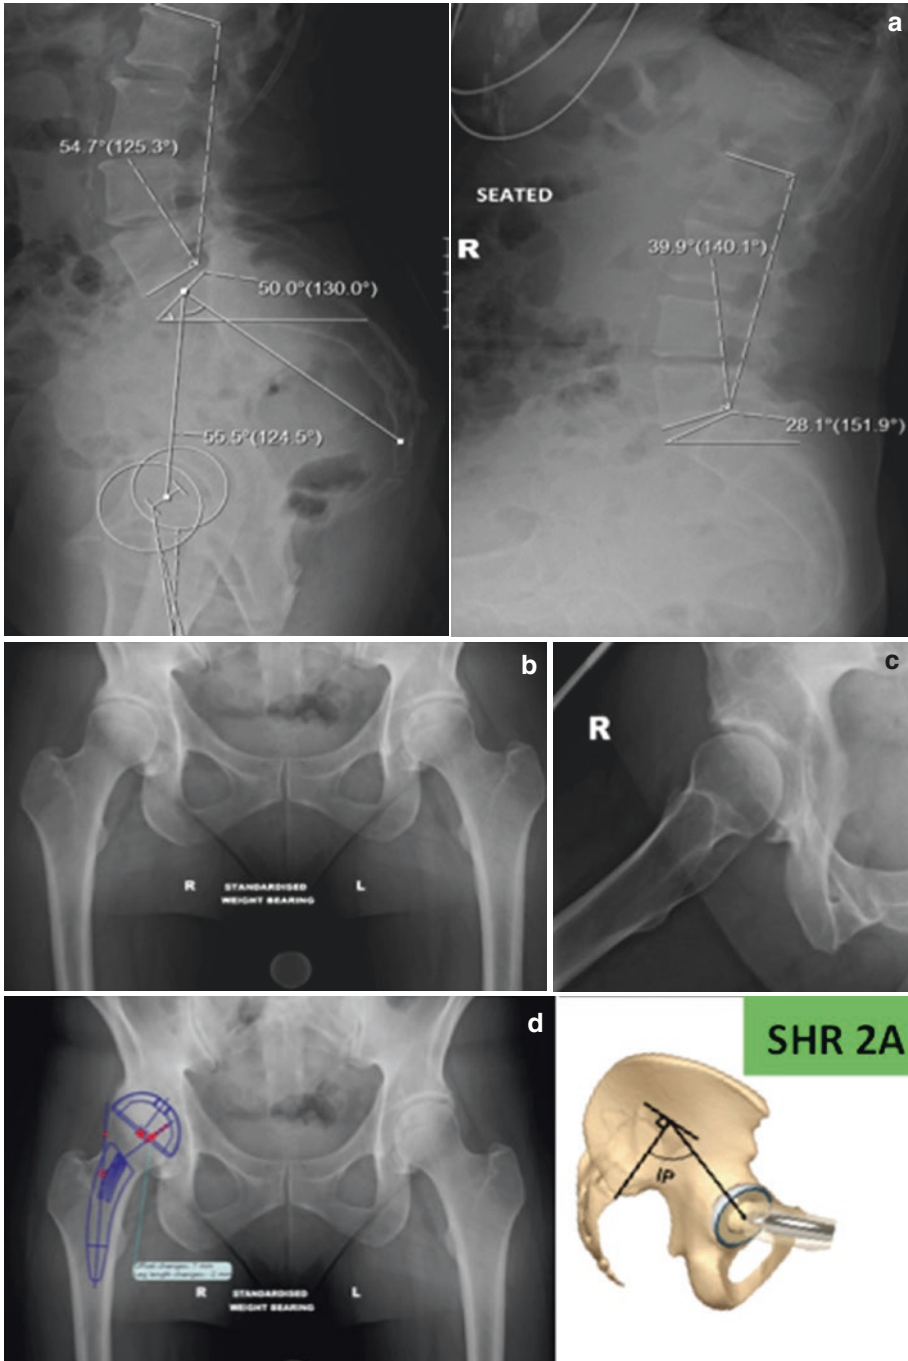 a
54.7°(125.3°)
50.0°(130.0°)
55.5°(124.5°)
SEATED
R
39.9°(140.1°)
28.1°(151.9°)
b
R
STANDARDISED
WEIGHT BEARING
L
c
R
d
R
STANDARDISED
WEIGHT BEARING
L
SHR 2A
IP